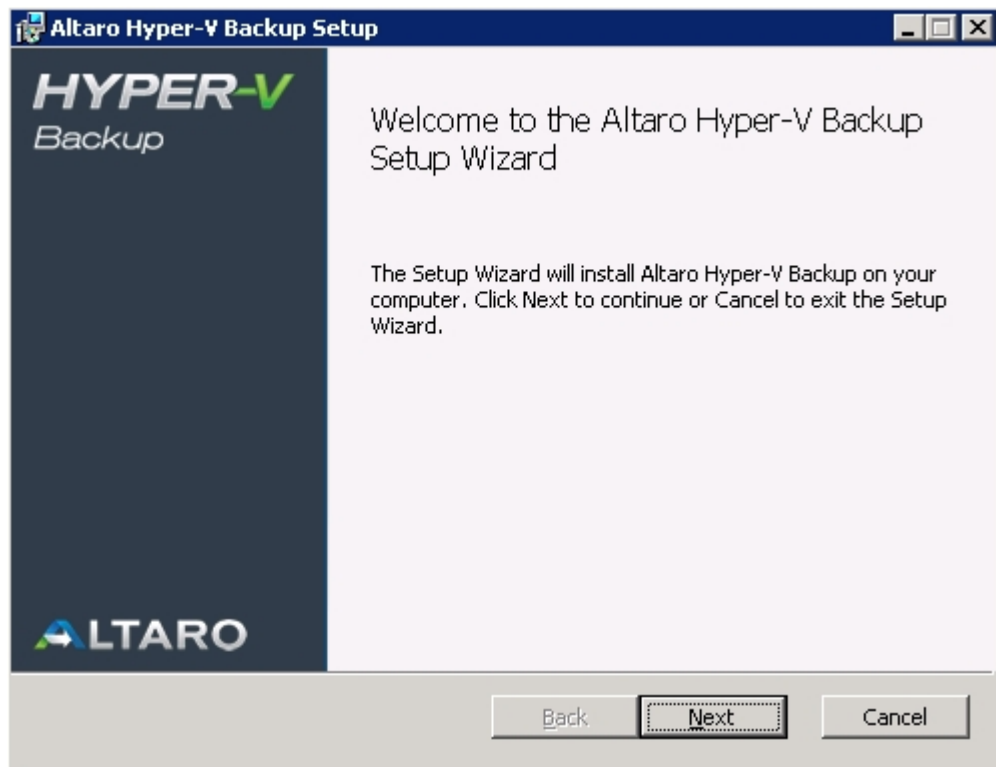 Altaro Hyper-V Backup Setup
HYPER-V
Backup
Welcome to the Altaro Hyper-V Backup
Setup Wizard
The Setup Wizard will install Altaro Hyper-V Backup on your
computer. Click Next to continue or Cancel to exit the Setup
Wizard.
ALTARO
Back
Next
Cancel